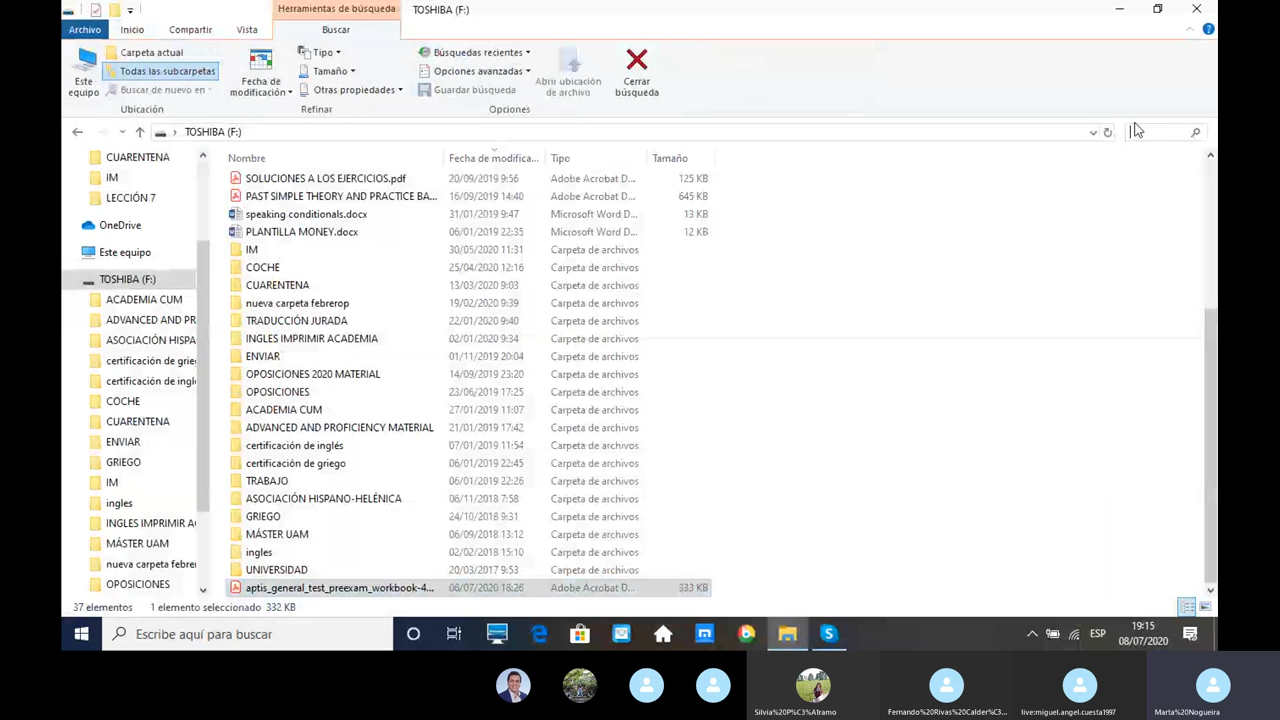 Herramientas de búsqueda
TOSHIBA (F:)
Archivo
Inicio
Compartir
Vista
Buscar
Este equipo
Carpeta actual
Todas las subcarpetas
Buscar de nuevo en
Ubicación
Fecha de modificación
Tipo
Tamaño
Otras propiedades
Refinar
Búsquedas recientes
Opciones avanzadas
Guardar búsqueda
Abrir ubicación de archivo
Opciones
Cerrar búsqueda
TOSHIBA (F:)
CUARENTENA
IM
LECCIÓN 7
OneDrive
Este equipo
TOSHIBA (F:)
ACADEMIA CUM
ADVANCED AND PR
ASOCIACIÓN HISPA
certificación de grie
certificación de ingl
COCHE
CUARENTENA
ENVIAR
GRIEGO
IM
ingles
INGLES IMPRIMIR A
MÁSTER UAM
nueva carpeta febrer
OPOSICIONES
Nombre Fecha de modifica... Tipo Tamaño
SOLUCIONES A LOS EJERCICIOS.pdf 20/09/2019 9:56 Adobe Acrobat D... 125 KB
PAST SIMPLE THEORY AND PRACTICE BA... 16/09/2019 14:40 Adobe Acrobat D... 645 KB
speaking conditionals.docx 31/01/2019 9:47 Microsoft Word D... 13 KB
PLANTILLA MONEY.docx 06/01/2019 22:35 Microsoft Word D... 12 KB
IM 30/05/2020 11:31 Carpeta de archivos
COCHE 25/04/2020 12:16 Carpeta de archivos
CUARENTENA 13/03/2020 9:03 Carpeta de archivos
nueva carpeta febrerop 19/02/2020 9:39 Carpeta de archivos
TRADUCCIÓN JURADA 22/01/2020 9:40 Carpeta de archivos
INGLES IMPRIMIR ACADEMIA 02/01/2020 9:34 Carpeta de archivos
ENVIAR 01/11/2019 20:04 Carpeta de archivos
OPOSICIONES 2020 MATERIAL 14/09/2019 23:20 Carpeta de archivos
OPOSICIONES 23/06/2019 17:25 Carpeta de archivos
ACADEMIA CUM 27/01/2019 11:07 Carpeta de archivos
ADVANCED AND PROFICIENCY MATERIAL 21/01/2019 17:42 Carpeta de archivos
certificación de inglés 07/01/2019 11:54 Carpeta de archivos
certificación de griego 06/01/2019 22:45 Carpeta de archivos
TRABAJO 06/01/2019 22:26 Carpeta de archivos
ASOCIACIÓN HISPANO-HELÉNICA 06/11/2018 7:58 Carpeta de archivos
GRIEGO 24/10/2018 9:31 Carpeta de archivos
MÁSTER UAM 06/09/2018 13:12 Carpeta de archivos
ingles 02/02/2018 15:10 Carpeta de archivos
UNIVERSIDAD 20/03/2017 9:53 Carpeta de archivos
aptis_general_test_preexam_workbook-4... 06/07/2020 18:26 Adobe Acrobat D... 333 KB
37 elementos 1 elemento seleccionado 332 KB
Escribe aquí para buscar
ESP
19:15
08/07/2020
Silvia%20P%C3%A1ramo
Fernando%20Rivas%20Calder%C3...
live:miguel.angel.cuesta1997
Marta%20Nogueira